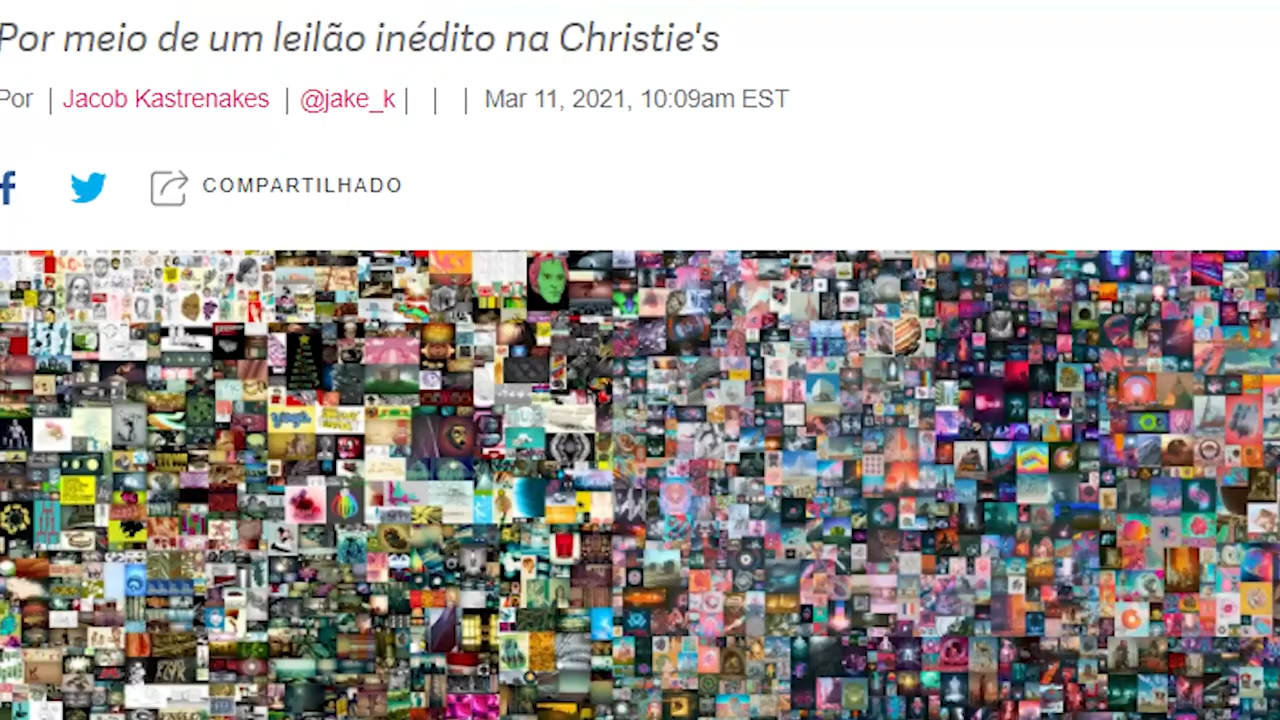 Por meio de um leilão inédito na Christie's
Por | Jacob Kastrenakes | @jake_k | | | Mar 11, 2021, 10:09am EST
COMPARTILHADO